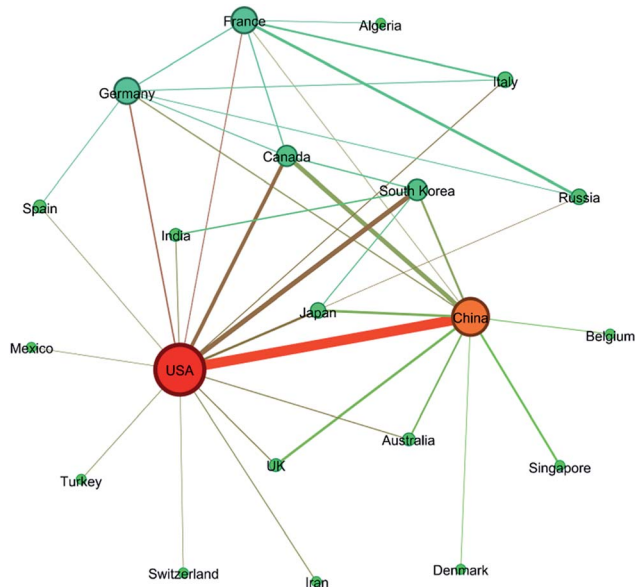 France
Algeria
Germany
Italy
Canada
South Korea
Russia
Spain
India
Japan
China
Belgium
Mexico
USA
Australia
UK
Singapore
Turkey
Switzerland
Denmark
Iran